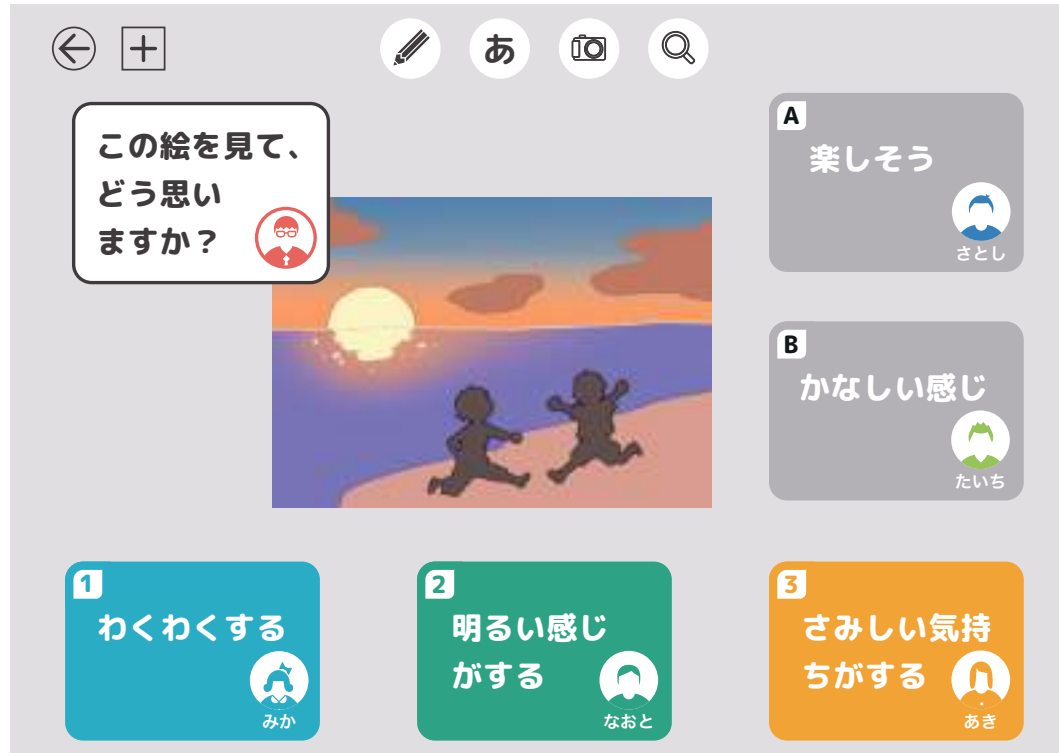 あ
この絵を見て、
どう思い
ますか？
A
楽しそう
さとし
B
かなしい感じ
たいち
1
わくわくする
みか
2
明るい感じ
がする
なおと
3
さみしい気持
ちがする
あき